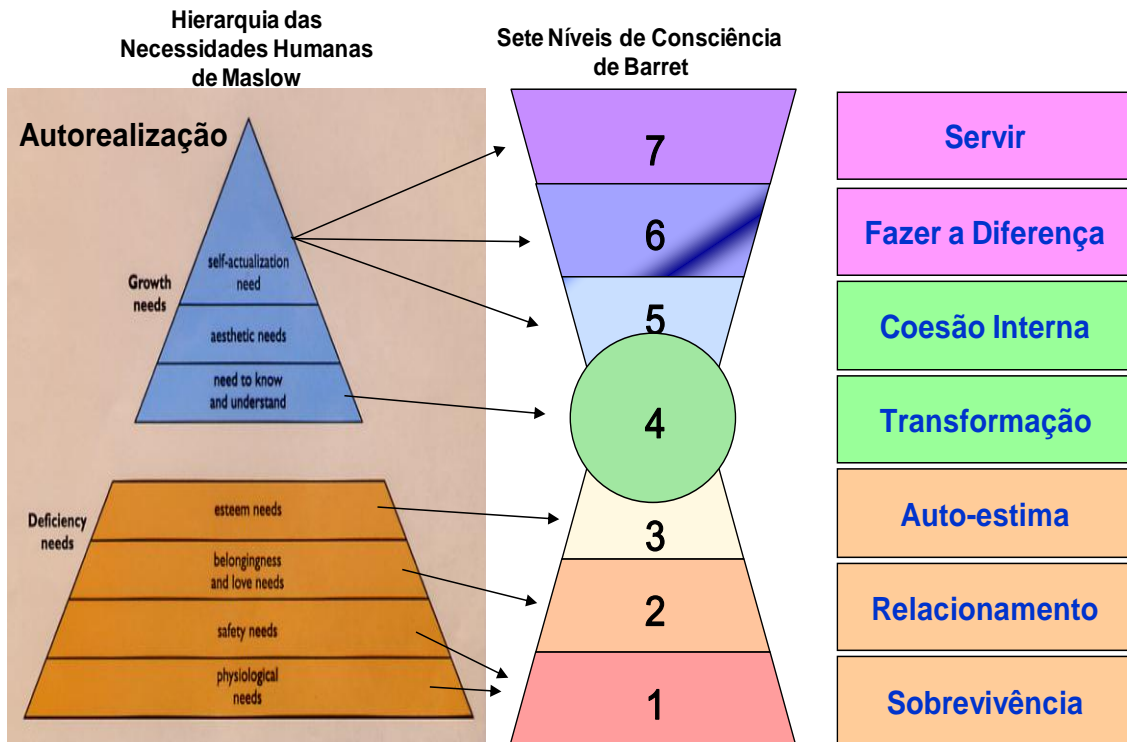 Hierarquia das
Necessidades Humanas
de Maslow
Sete Níveis de Consciência
de Barret
Autorealização
Growth
needs
self-actualization
need
aesthetic needs
need to know
and understand
Deficiency
needs
esteem needs
belongingness
and love needs
safety needs
physiological
needs
7
6
5
4
3
2
1
Servir
Fazer a Diferença
Coesão Interna
Transformação
Auto-estima
Relacionamento
Sobrevivência